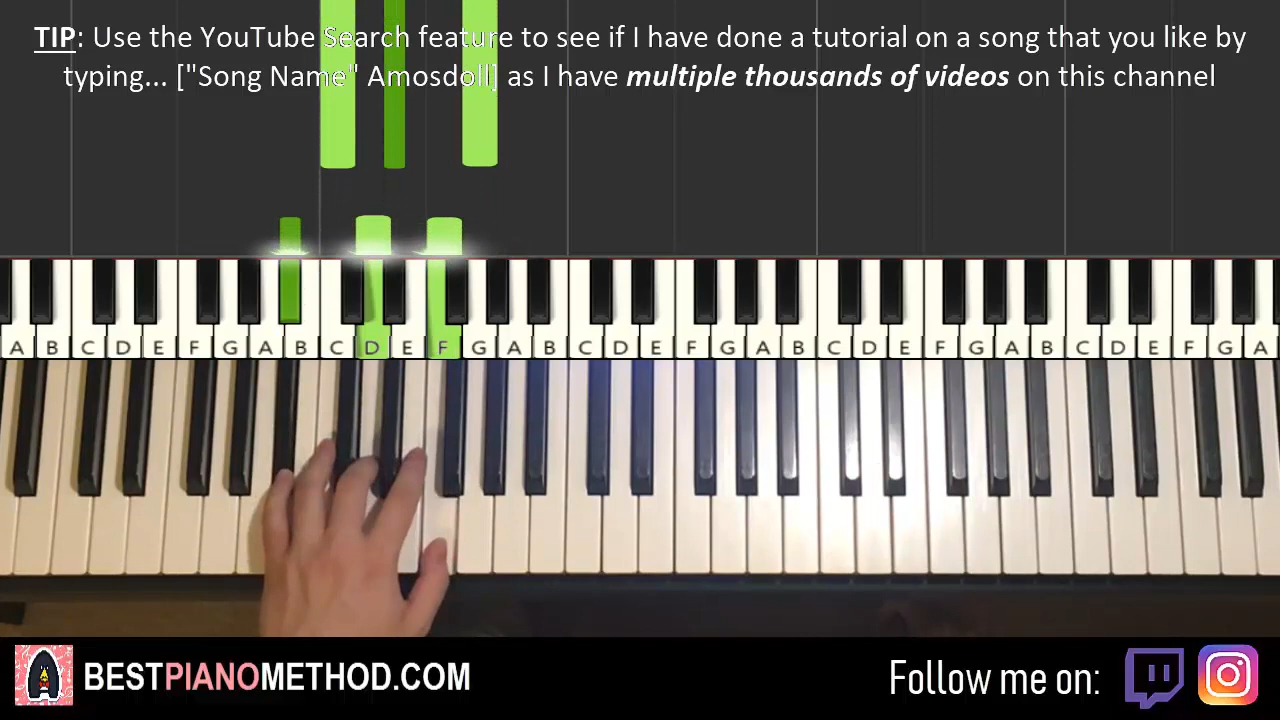 TIP: Use the YouTube Search feature to see if I have done a tutorial on a song that you like by
typing... ["Song Name" Amosdoll] as I have multiple thousands of videos on this channel
A B C D E F G A B C D E F G A B C D E F G A B C D E F G A B C D E F G A
BESTPIANOMETHOD.COM
Follow me on: